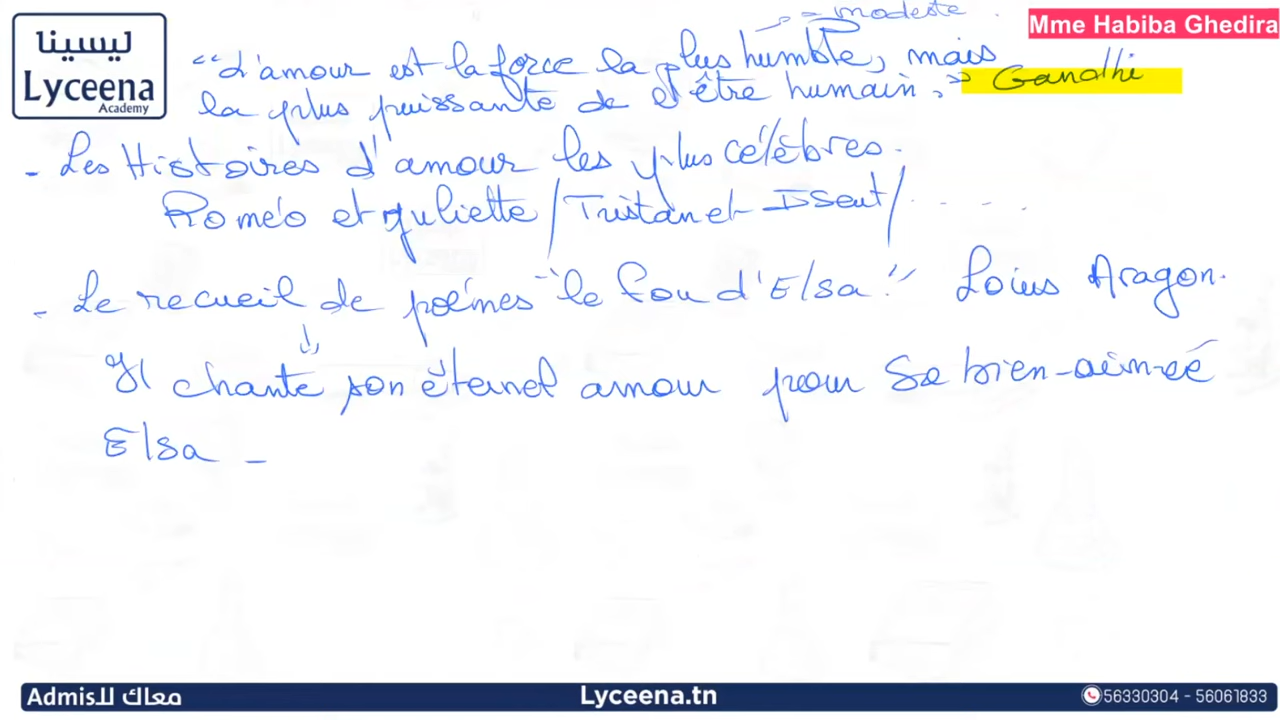 = modeste.
Mme Habiba Ghedira
ليسينا
Lyceena
Academy
"L'amour est la force la plus humble, mais
la plus puissante de l'être humain." Gandhi
- Les Histoires d'amour les plus célèbres.
Roméo et Juliette / Tristan et ISeut / .....
- Le recueil de poémes "le Fou d'Elsa." Loius Aragon.
Il chante son éternel amour pour Sa bien-aimée
Elsa -
معاك للـ Admis
Lyceena.tn
56330304 - 56061833